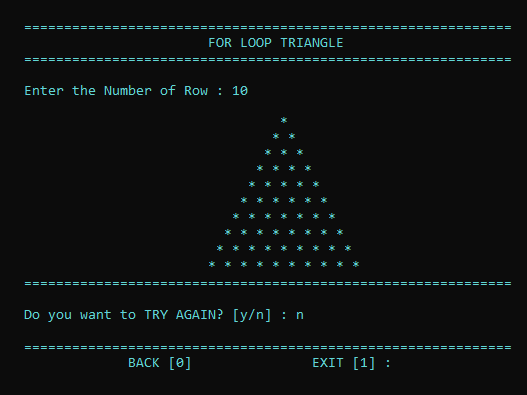 =============================================================
FOR LOOP TRIANGLE
=============================================================
Enter the Number of Row : 10
*
* *
* * *
* * * *
* * * * *
* * * * * *
* * * * * * *
* * * * * * * *
* * * * * * * * *
* * * * * * * * * *
=============================================================
Do you want to TRY AGAIN? [y/n] : n
=============================================================
BACK [0] EXIT [1] :